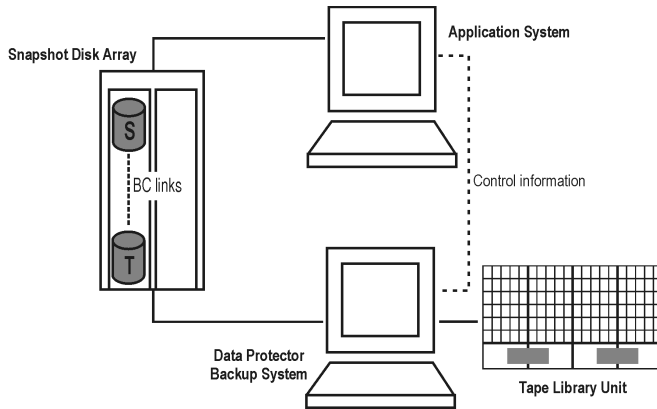 Application System
Snapshot Disk Array
S
BC links
Control information
T
Data Protector
Backup System
Tape Library Unit